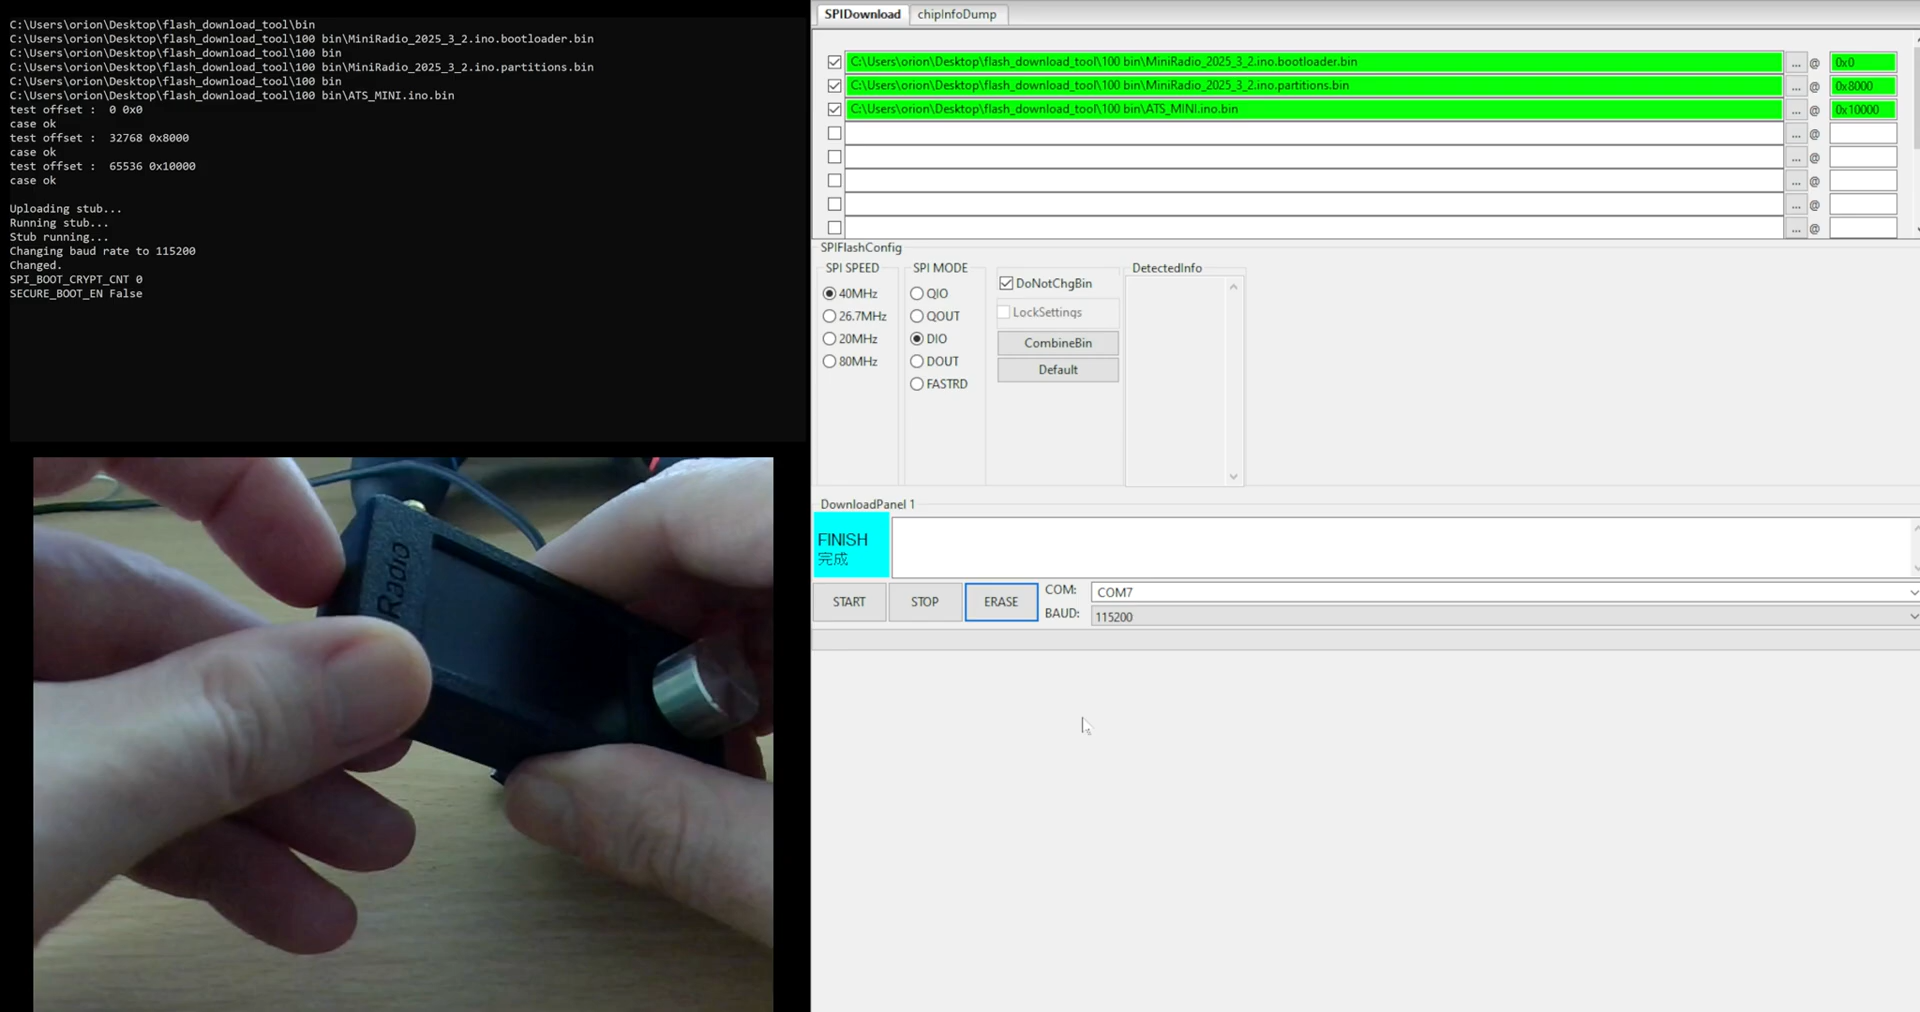 C:\Users\orion\Desktop\flash_download_tool\bin
C:\Users\orion\Desktop\flash_download_tool\100 bin\MiniRadio_2025_3_2.ino.bootloader.bin
C:\Users\orion\Desktop\flash_download_tool\100 bin
C:\Users\orion\Desktop\flash_download_tool\100 bin\MiniRadio_2025_3_2.ino.partitions.bin
C:\Users\orion\Desktop\flash_download_tool\100 bin
C:\Users\orion\Desktop\flash_download_tool\100 bin\ATS_MINI.ino.bin
test offset :  0 0x0
case ok
test offset :  32768 0x8000
case ok
test offset :  65536 0x10000
case ok
Uploading stub...
Running stub...
Stub running...
Changing baud rate to 115200
Changed.
SPI_BOOT_CRYPT_CNT 0
SECURE_BOOT_EN False
Radio
SPIDownload chipInfoDump
C:\Users\orion\Desktop\flash_download_tool\100 bin\MiniRadio_2025_3_2.ino.bootloader.bin ... @ 0x0
C:\Users\orion\Desktop\flash_download_tool\100 bin\MiniRadio_2025_3_2.ino.partitions.bin ... @ 0x8000
C:\Users\orion\Desktop\flash_download_tool\100 bin\ATS_MINI.ino.bin ... @ 0x10000
... @
... @
... @
... @
... @
SPIFlashConfig
SPI SPEED
40MHz
26.7MHz
20MHz
80MHz
SPI MODE
QIO
QOUT
DIO
DOUT
FASTRD
DoNotChgBin
LockSettings
CombineBin
Default
DetectedInfo
DownloadPanel 1
FINISH
完成
START STOP ERASE
COM: COM7
BAUD: 115200